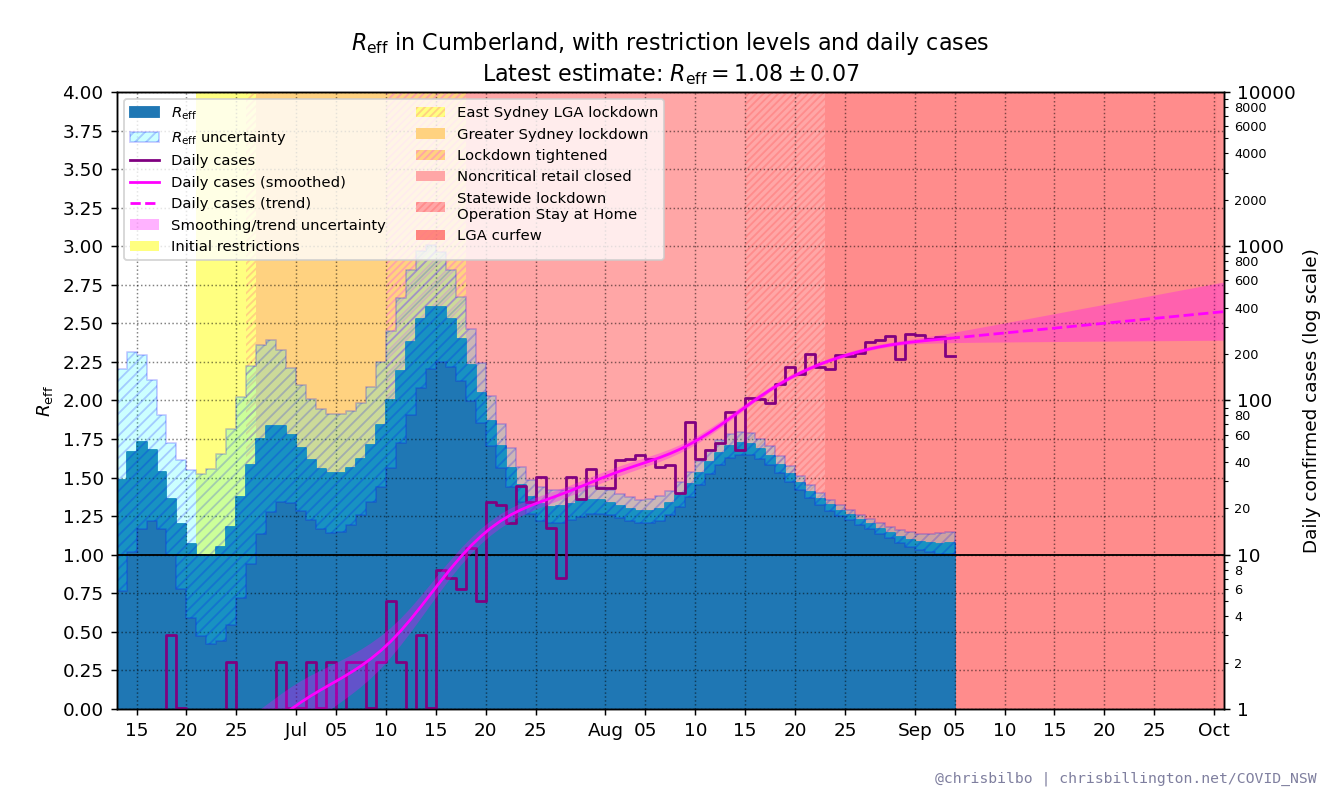 R_eff in Cumberland, with restriction levels and daily cases
Latest estimate: R_eff = 1.08 ± 0.07
R_eff
R_eff uncertainty
Daily cases
Daily cases (smoothed)
Daily cases (trend)
Smoothing/trend uncertainty
Initial restrictions
East Sydney LGA lockdown
Greater Sydney lockdown
Lockdown tightened
Noncritical retail closed
Statewide lockdown
Operation Stay at Home
LGA curfew
R_eff
4.00
3.75
3.50
3.25
3.00
2.75
2.50
2.25
2.00
1.75
1.50
1.25
1.00
0.75
0.50
0.25
0.00
15 20 25 Jul 05 10 15 20 25 Aug 05 10 15 20 25 Sep 05 10 15 20 25 Oct
10000
8000
6000
4000
2000
1000
800
600
400
200
100
80
60
40
20
10
8
6
4
2
1
Daily confirmed cases (log scale)
@chrisbilbo | chrisbillington.net/COVID_NSW